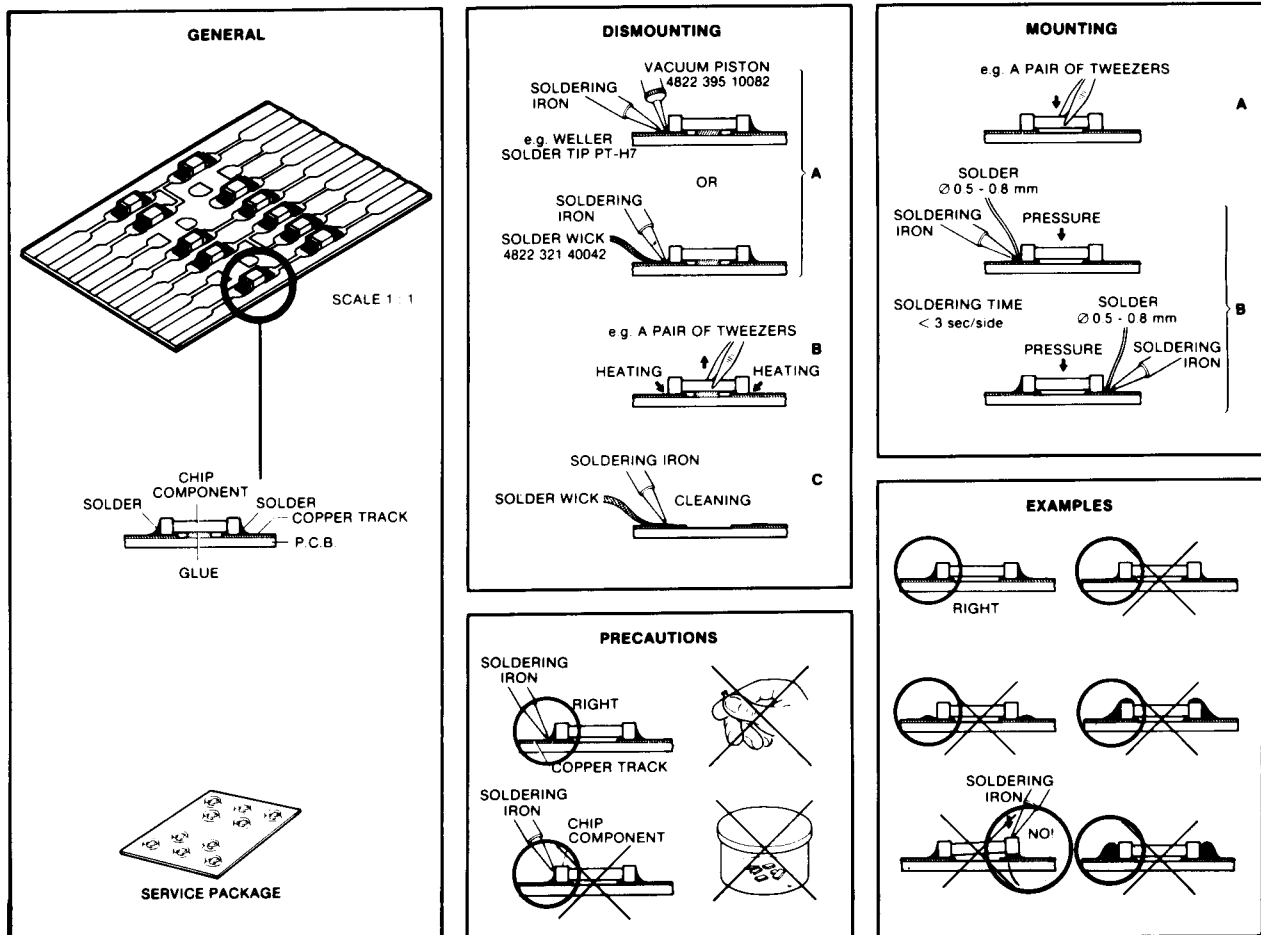 GENERAL
SCALE 1 : 1
CHIP
COMPONENT
SOLDER
SOLDER
COPPER TRACK
P.C.B.
GLUE
SERVICE PACKAGE
DISMOUNTING
VACUUM PISTON
4822 395 10082
SOLDERING
IRON
e.g. WELLER
SOLDER TIP PT-H7
A
OR
SOLDERING
IRON
SOLDER WICK
4822 321 40042
e.g. A PAIR OF TWEEZERS
B
HEATING
HEATING
SOLDERING IRON
C
SOLDER WICK
CLEANING
PRECAUTIONS
SOLDERING
IRON
RIGHT
COPPER TRACK
SOLDERING
IRON
CHIP
COMPONENT
MOUNTING
e.g. A PAIR OF TWEEZERS
A
SOLDER
Ø 0.5 - 0.8 mm
SOLDERING
IRON
PRESSURE
SOLDERING TIME
< 3 sec/side
SOLDER
Ø 0.5 - 0.8 mm
B
PRESSURE
SOLDERING
IRON
EXAMPLES
RIGHT
SOLDERING
IRON
NO!